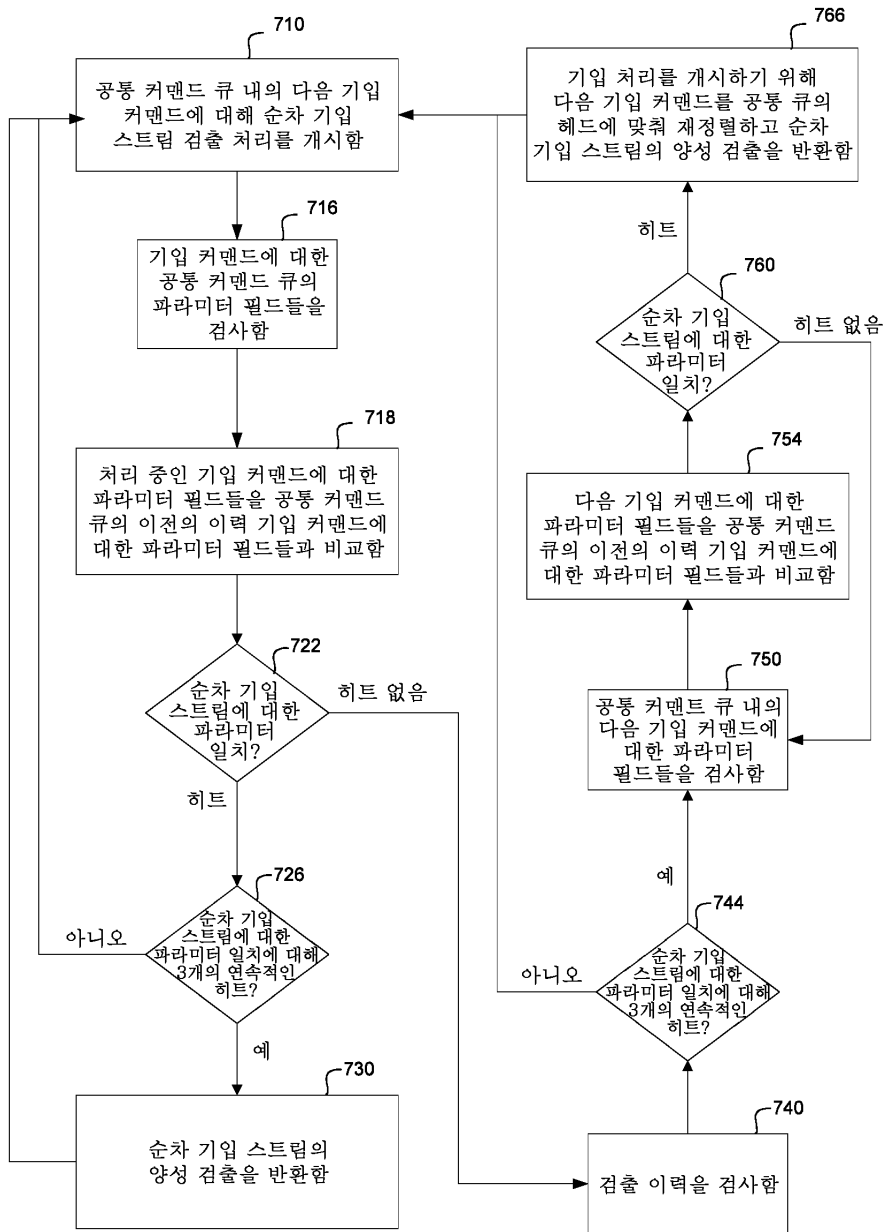 710
공통 커맨드 큐 내의 다음 기입
커맨드에 대해 순차 기입
스트림 검출 처리를 개시함
716
기입 커맨드에 대한
공통 커맨드 큐의
파라미터 필드들을
검사함
718
처리 중인 기입 커맨드에 대한
파라미터 필드들을 공통 커맨드
큐의 이전의 이력 기입 커맨드에
대한 파라미터 필드들과 비교함
722
순차 기입
스트림에 대한
파라미터
일치?
히트 없음
히트
726
순차 기입
스트림에 대한
파라미터 일치에 대해
3개의 연속적인
히트?
아니오
예
730
순차 기입 스트림의
양성 검출을 반환함
740
검출 이력을 검사함
744
순차 기입
스트림에 대한
파라미터 일치에 대해
3개의 연속적인
히트?
아니오
예
750
공통 커맨트 큐 내의
다음 기입 커맨드에
대한 파라미터
필드들을 검사함
754
다음 기입 커맨드에 대한
파라미터 필드들을 공통 커맨드
큐의 이전의 이력 기입 커맨드에
대한 파라미터 필드들과 비교함
760
순차 기입
스트림에 대한
파라미터
일치?
히트 없음
히트
766
기입 처리를 개시하기 위해
다음 기입 커맨드를 공통 큐의
헤드에 맞춰 재정렬하고 순차
기입 스트림의 양성 검출을 반환함